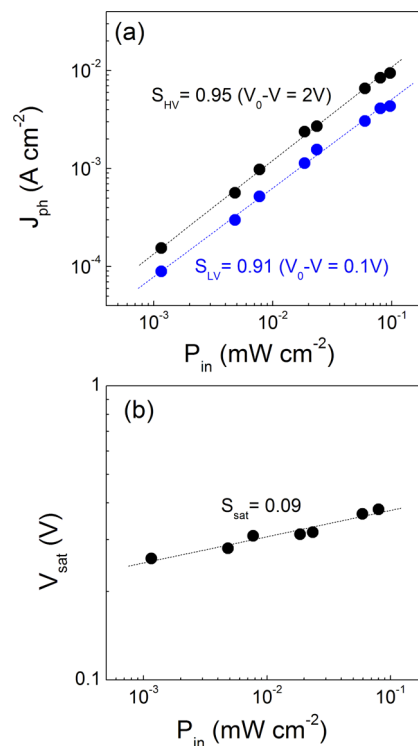 (a)
10⁻²
S_HV = 0.95 (V₀-V = 2V)
10⁻³
J_ph (A cm⁻²)
10⁻⁴
S_LV = 0.91 (V₀-V = 0.1V)
10⁻³ 10⁻² 10⁻¹
P_in (mW cm⁻²)
1
(b)
S_sat = 0.09
V_sat (V)
0.1
10⁻³ 10⁻² 10⁻¹
P_in (mW cm⁻²)